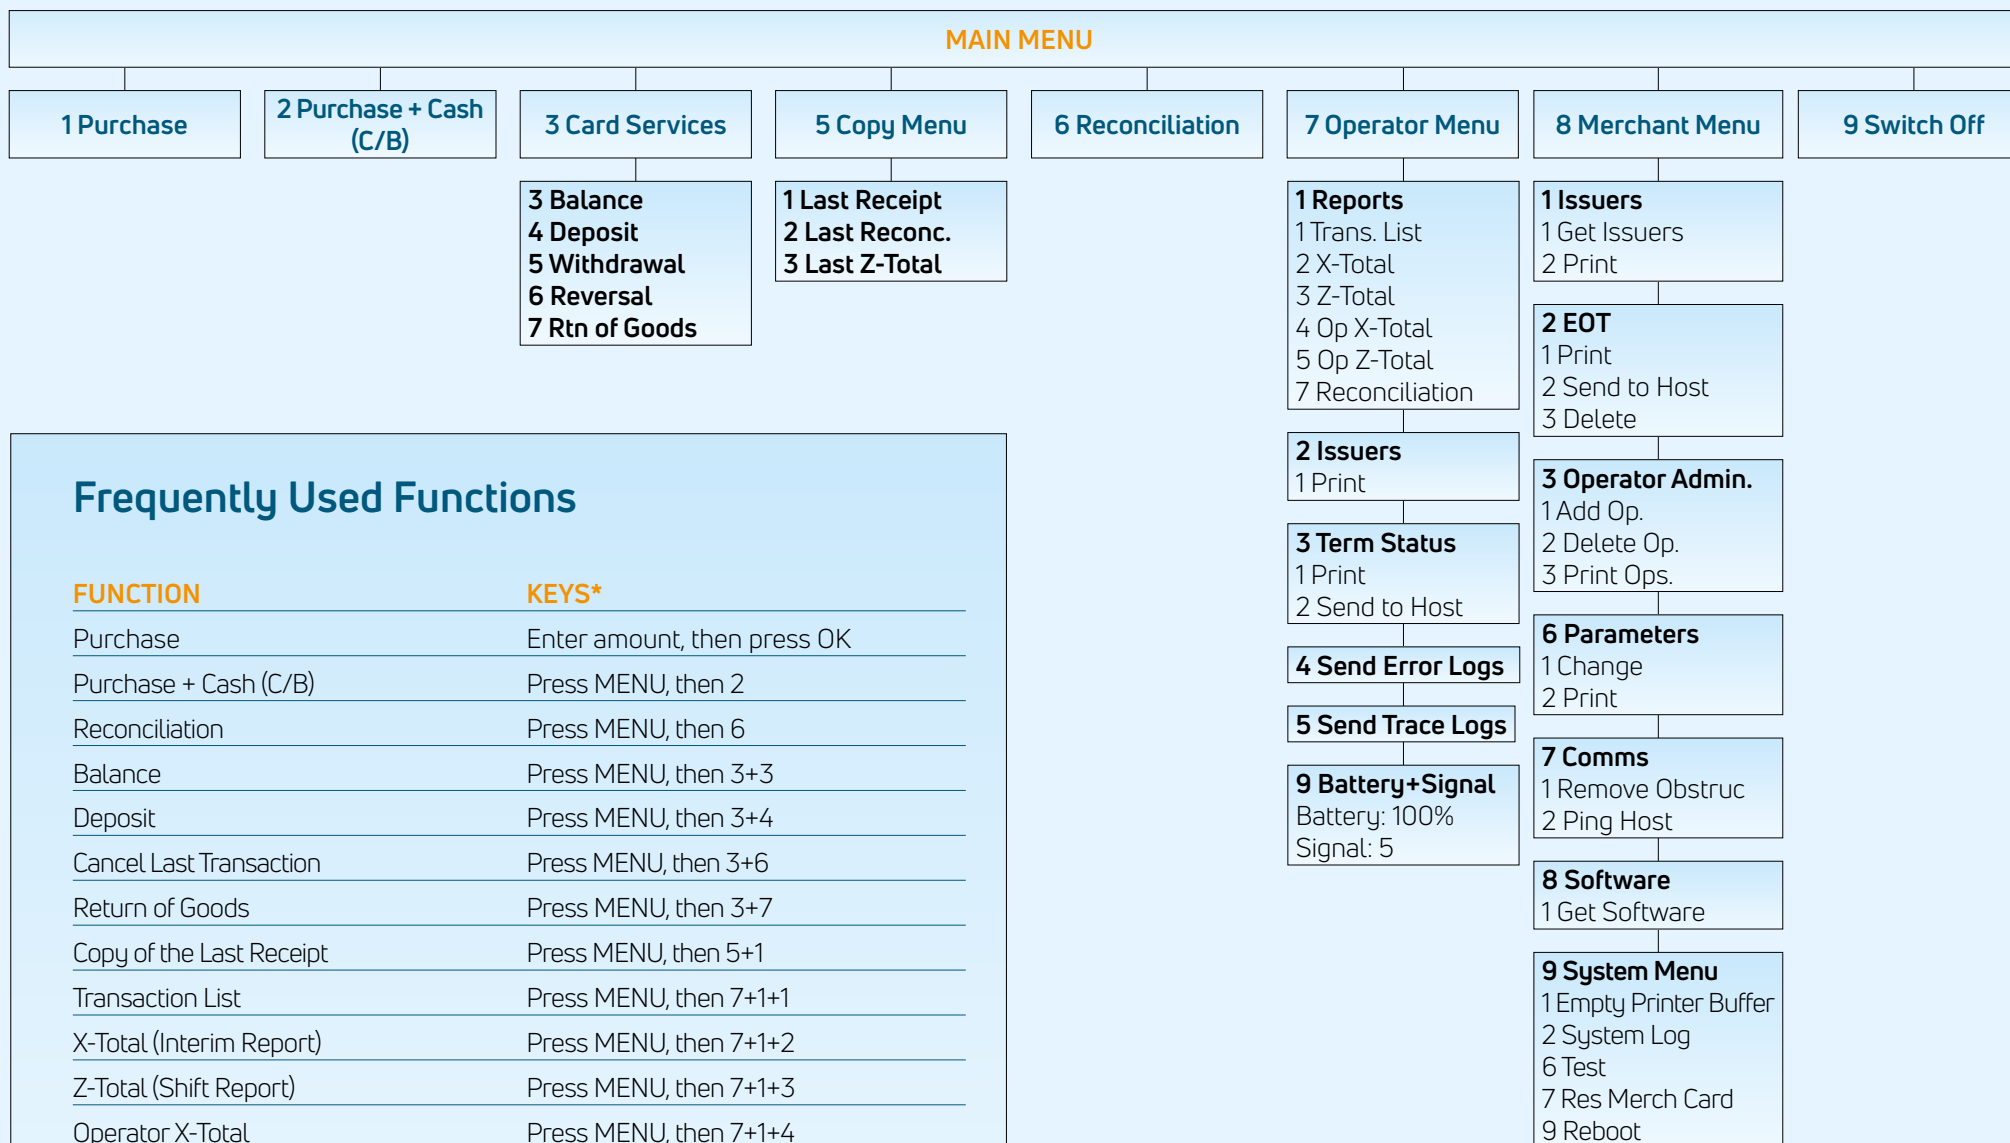 MAIN MENU
1 Purchase
2 Purchase + Cash
(C/B)
3 Card Services
5 Copy Menu
6 Reconciliation
7 Operator Menu
8 Merchant Menu
9 Switch Off
3 Balance
4 Deposit
5 Withdrawal
6 Reversal
7 Rtn of Goods
1 Last Receipt
2 Last Reconc.
3 Last Z-Total
1 Reports
1 Trans. List
2 X-Total
3 Z-Total
4 Op X-Total
5 Op Z-Total
7 Reconciliation
2 Issuers
1 Print
3 Term Status
1 Print
2 Send to Host
4 Send Error Logs
5 Send Trace Logs
9 Battery+Signal
Battery: 100%
Signal: 5
1 Issuers
1 Get Issuers
2 Print
2 EOT
1 Print
2 Send to Host
3 Delete
3 Operator Admin.
1 Add Op.
2 Delete Op.
3 Print Ops.
6 Parameters
1 Change
2 Print
7 Comms
1 Remove Obstruc
2 Ping Host
8 Software
1 Get Software
9 System Menu
1 Empty Printer Buffer
2 System Log
6 Test
7 Res Merch Card
9 Reboot
Frequently Used Functions
FUNCTION KEYS*
Purchase Enter amount, then press OK
Purchase + Cash (C/B) Press MENU, then 2
Reconciliation Press MENU, then 6
Balance Press MENU, then 3+3
Deposit Press MENU, then 3+4
Cancel Last Transaction Press MENU, then 3+6
Return of Goods Press MENU, then 3+7
Copy of the Last Receipt Press MENU, then 5+1
Transaction List Press MENU, then 7+1+1
X-Total (Interim Report) Press MENU, then 7+1+2
Z-Total (Shift Report) Press MENU, then 7+1+3
Operator X-Total Press MENU, then 7+1+4